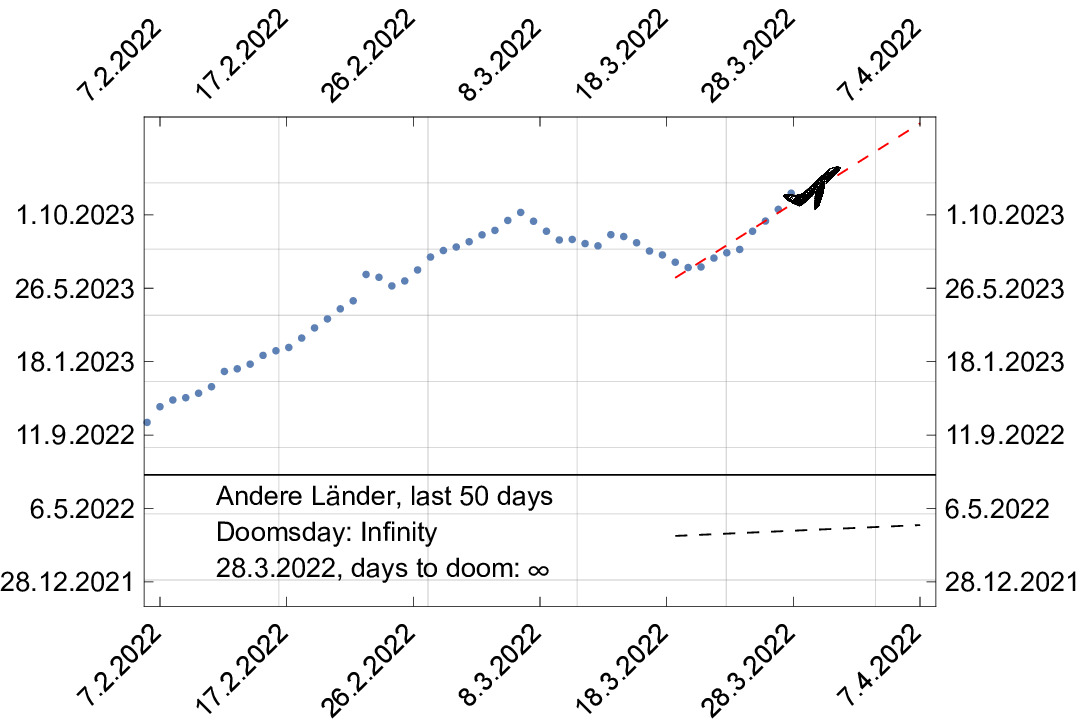 7.2.2022 17.2.2022 26.2.2022 8.3.2022 18.3.2022 28.3.2022 7.4.2022
1.10.2023 1.10.2023
26.5.2023 26.5.2023
18.1.2023 18.1.2023
11.9.2022 11.9.2022
Andere Länder, last 50 days
6.5.2022 6.5.2022
Doomsday: Infinity
28.3.2022, days to doom: ∞
28.12.2021 28.12.2021
7.2.2022 17.2.2022 26.2.2022 8.3.2022 18.3.2022 28.3.2022 7.4.2022